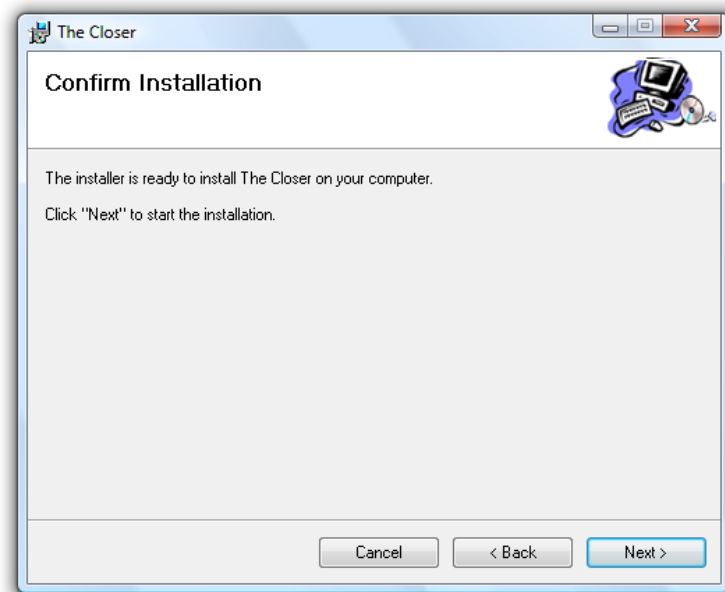 The Closer
Confirm Installation
The installer is ready to install The Closer on your computer.
Click "Next" to start the installation.
Cancel
< Back
Next >